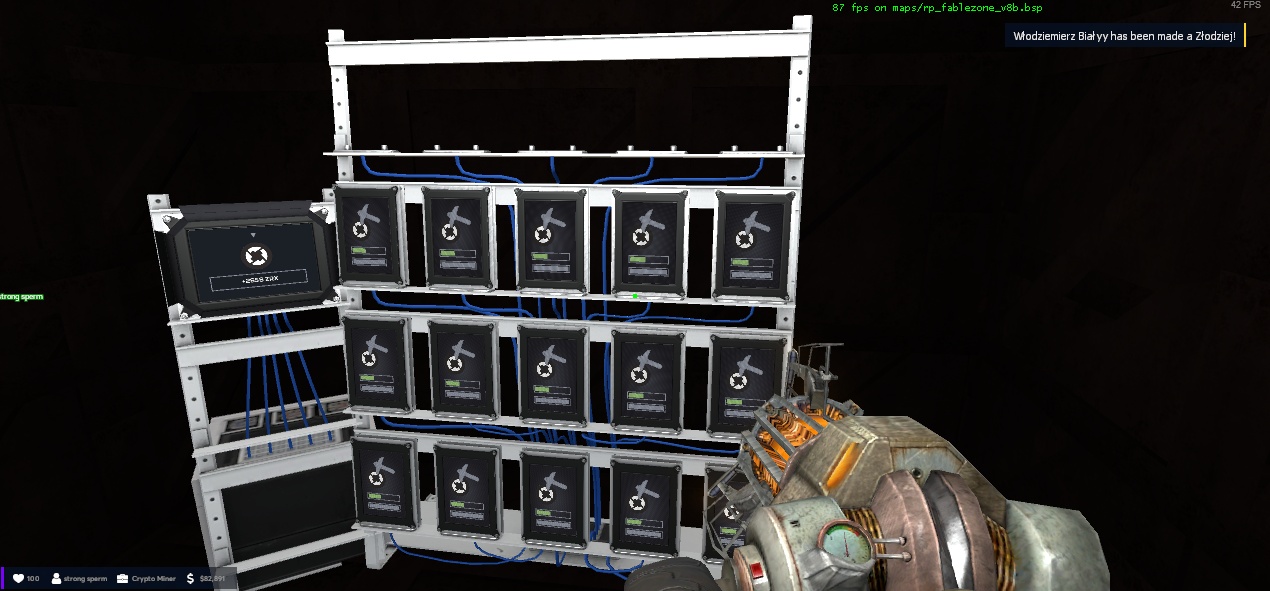 87 fps on maps/rp_fablezone_v8b.bsp
42 FPS
Włodziemierz Białyy has been made a Złodziej!
+2558 ZRX
strong sperm
100
strong sperm
Crypto Miner
$82,891